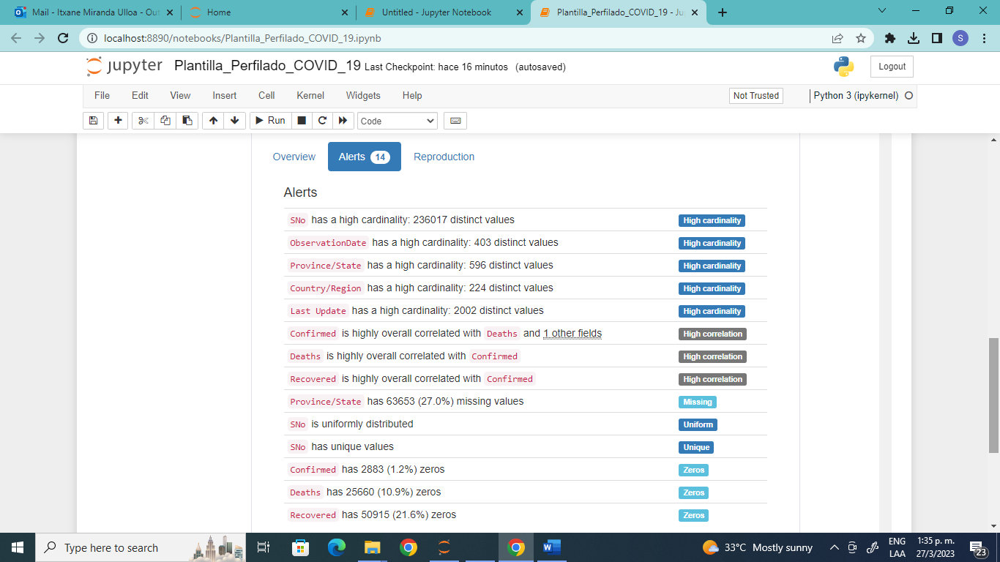 Mail - Itxane Miranda Ulloa - Out
Home
Untitled - Jupyter Notebook
Plantilla_Perfilado_COVID_19 - Ju
localhost:8890/notebooks/Plantilla_Perfilado_COVID_19.ipynb
S
jupyter Plantilla_Perfilado_COVID_19 Last Checkpoint: hace 16 minutos (autosaved)
Logout
File Edit View Insert Cell Kernel Widgets Help
Not Trusted
Python 3 (ipykernel)
Run
Code
Overview Alerts 14 Reproduction
Alerts
SNo has a high cardinality: 236017 distinct values High cardinality
ObservationDate has a high cardinality: 403 distinct values High cardinality
Province/State has a high cardinality: 596 distinct values High cardinality
Country/Region has a high cardinality: 224 distinct values High cardinality
Last Update has a high cardinality: 2002 distinct values High cardinality
Confirmed is highly overall correlated with Deaths and 1 other fields High correlation
Deaths is highly overall correlated with Confirmed High correlation
Recovered is highly overall correlated with Confirmed High correlation
Province/State has 63653 (27.0%) missing values Missing
SNo is uniformly distributed Uniform
SNo has unique values Unique
Confirmed has 2883 (1.2%) zeros Zeros
Deaths has 25660 (10.9%) zeros Zeros
Recovered has 50915 (21.6%) zeros Zeros
Type here to search
33°C Mostly sunny
ENG
LAA
1:35 p. m.
27/3/2023
23